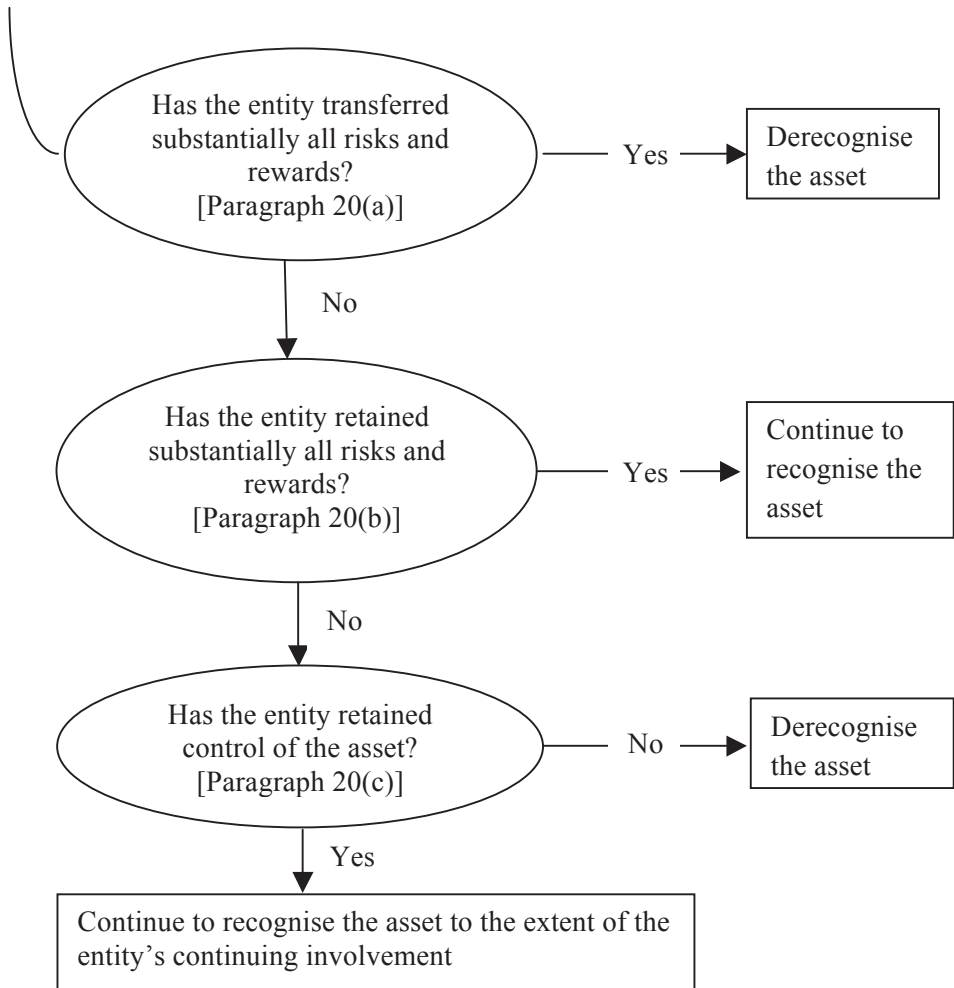 Has the entity transferred
substantially all risks and
rewards?
[Paragraph 20(a)]
Yes
Derecognise
the asset
No
Has the entity retained
substantially all risks and
rewards?
[Paragraph 20(b)]
Yes
Continue to
recognise the
asset
No
Has the entity retained
control of the asset?
[Paragraph 20(c)]
No
Derecognise
the asset
Yes
Continue to recognise the asset to the extent of the
entity’s continuing involvement